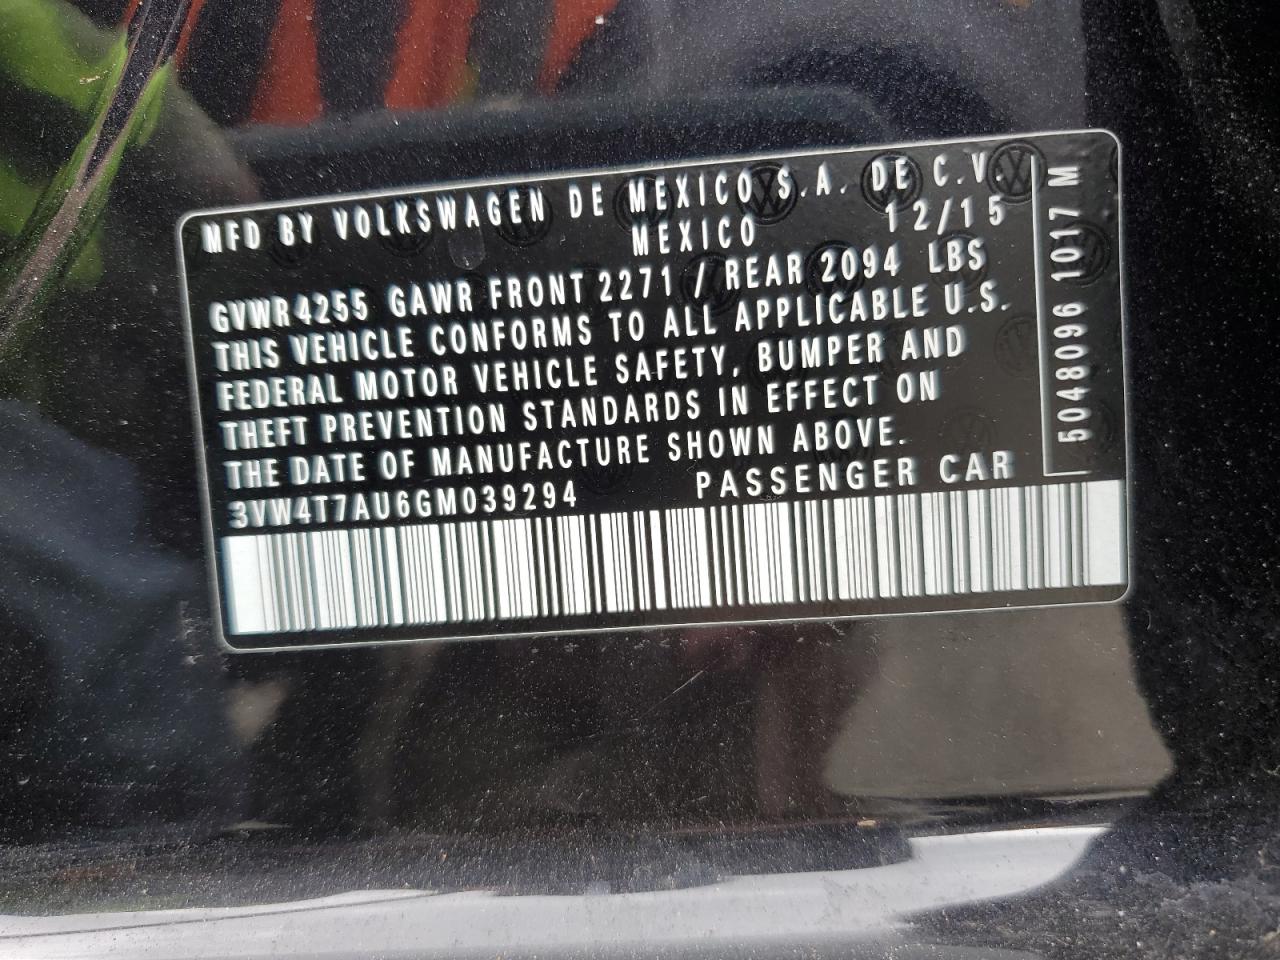 MFD BY VOLKSWAGEN DE MEXICO S.A. DE C.V.
MEXICO 12/15
GVWR 4255 GAWR FRONT 2271 / REAR 2094 LBS
THIS VEHICLE CONFORMS TO ALL APPLICABLE U.S.
FEDERAL MOTOR VEHICLE SAFETY, BUMPER AND
THEFT PREVENTION STANDARDS IN EFFECT ON
THE DATE OF MANUFACTURE SHOWN ABOVE.
3VW4T7AU6GM039294 PASSENGER CAR
5048096 1017 M